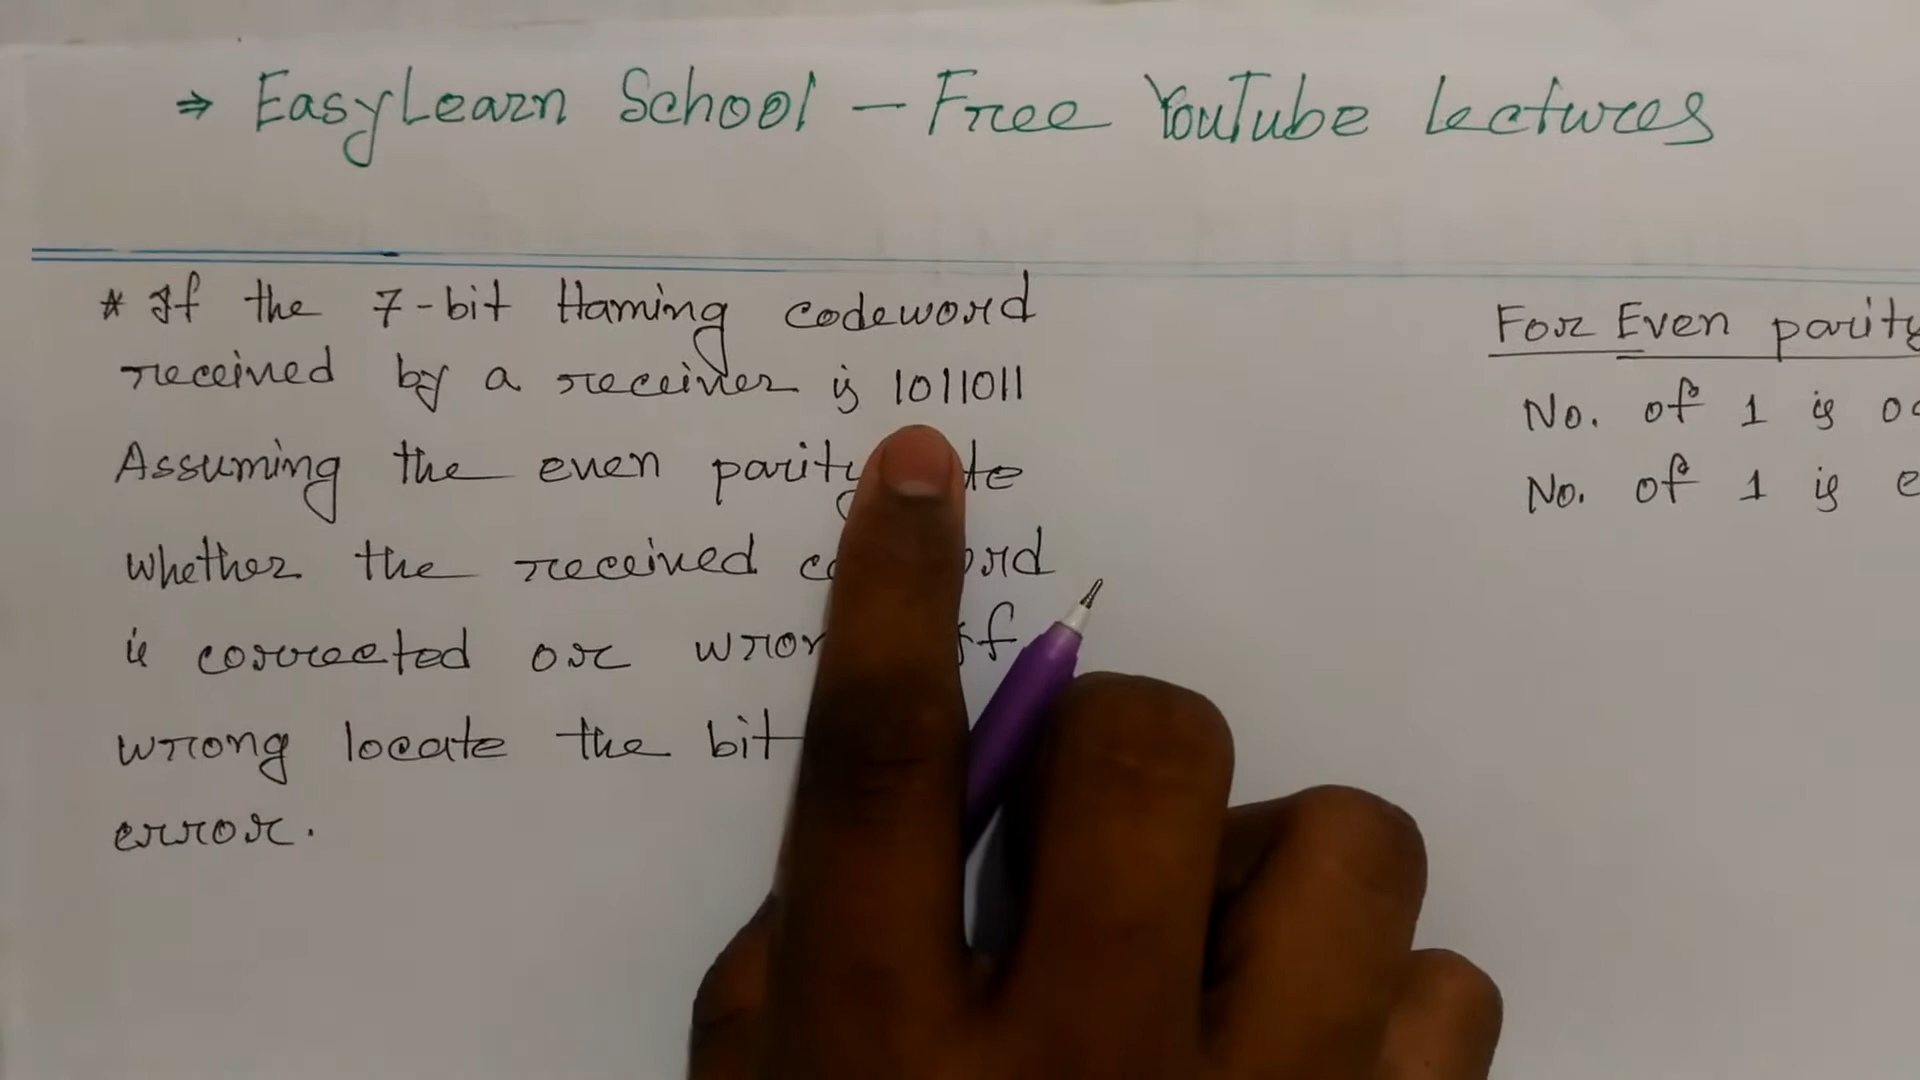 ⇒ EasyLearn School – Free YouTube Lectures
* If the 7-bit Haming codeword
received by a receiver is 1011011
Assuming the even parity
whether the received
is corrected or
wrong locate the bit
error.
For Even parity
No. of 1 is
No. of 1 is